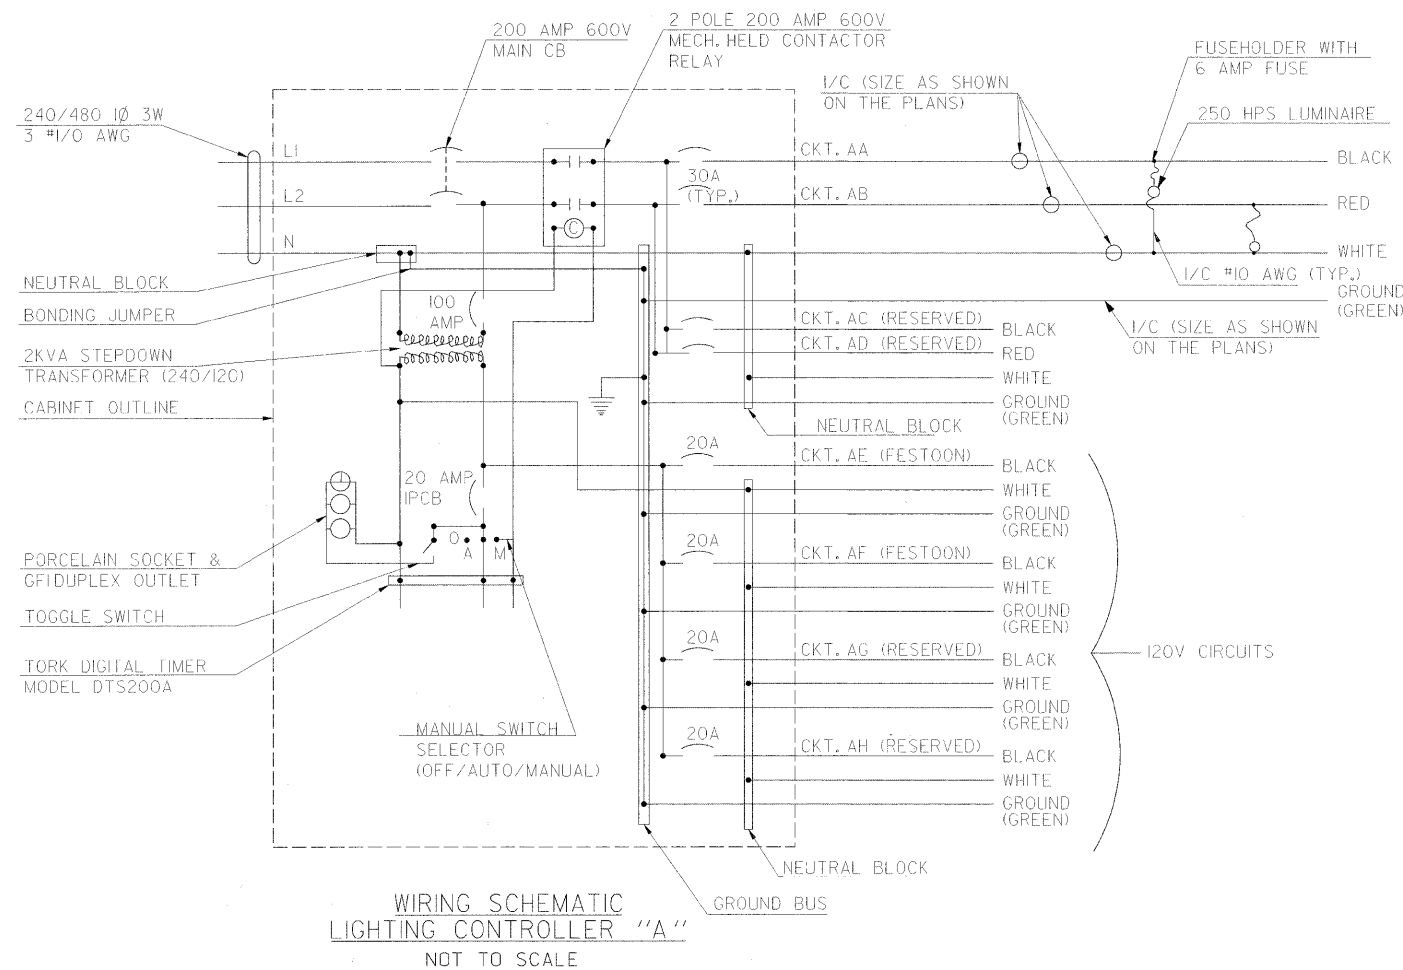 200 AMP 600V
MAIN CB
2 POLE 200 AMP 600V
MECH. HELD CONTACTOR
RELAY
FUSEHOLDER WITH
6 AMP FUSE
1/C (SIZE AS SHOWN
ON THE PLANS)
250 HPS LUMINAIRE
240/480 1Ø 3W
3 #1/0 AWG
L1
CKT. AA
BLACK
30A
(TYP.)
L2
CKT. AB
RED
C
N
WHITE
1/C #10 AWG (TYP.)
GROUND
(GREEN)
NEUTRAL BLOCK
BONDING JUMPER
100
AMP
CKT. AC (RESERVED)
BLACK
1/C (SIZE AS SHOWN
ON THE PLANS)
CKT. AD (RESERVED)
RED
2KVA STEPDOWN
TRANSFORMER (240/120)
WHITE
CABINFT OUTLINE
GROUND
(GREEN)
NEUTRAL BLOCK
20A
CKT. AE (FESTOON)
BLACK
20 AMP
1PCB
WHITE
GROUND
(GREEN)
O
A
M
20A
CKT. AF (FESTOON)
BLACK
PORCELAIN SOCKET &
GFIDUPLEX OUTLET
WHITE
TOGGLE SWITCH
GROUND
(GREEN)
20A
CKT. AG (RESERVED)
BLACK
120V CIRCUITS
TORK DIGITAL TIMER
MODEL DTS200A
WHITE
GROUND
(GREEN)
MANUAL SWITCH
SELECTOR
(OFF/AUTO/MANUAL)
20A
CKT. AH (RESERVED)
BLACK
WHITE
GROUND
(GREEN)
NEUTRAL BLOCK
GROUND BUS
WIRING SCHEMATIC
LIGHTING CONTROLLER "A"
NOT TO SCALE